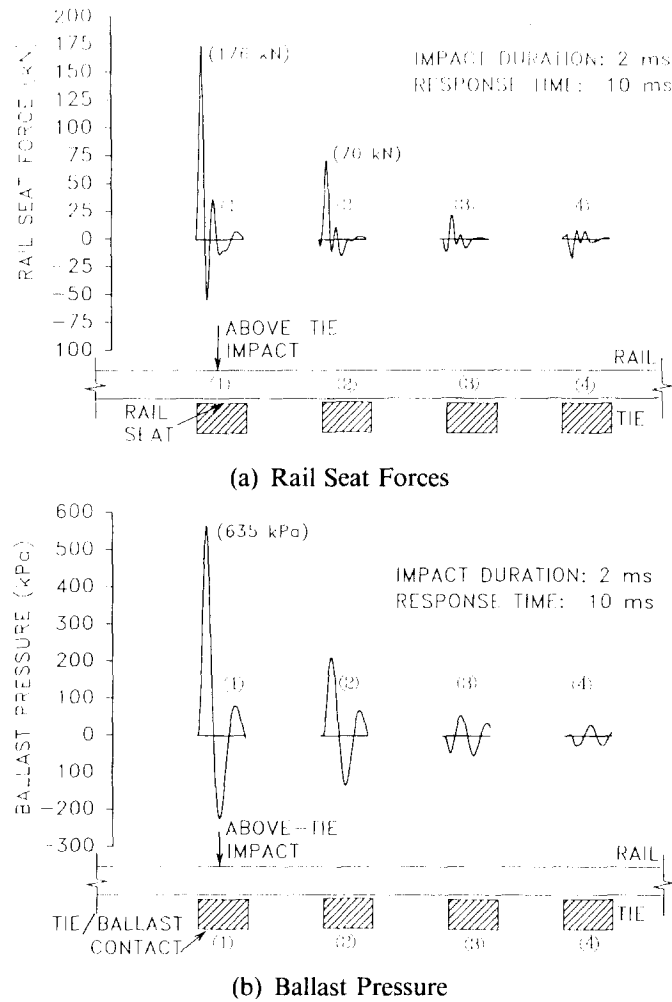 200
175
150
125
100
75
50
25
0
−25
−50
−75
100
RAIL SEAT FORCE (kN)
(176 kN)
IMPACT DURATION: 2 ms
RESPONSE TIME: 10 ms
(70 kN)
(1)
(2)
(3)
(4)
ABOVE TIE
IMPACT
RAIL
(1)
(2)
(3)
(4)
RAIL
SEAT
TIE
(a) Rail Seat Forces
600
500
400
300
200
100
0
100
−200
−300
BALLAST PRESSURE (kPa)
(635 kPa)
IMPACT DURATION: 2 ms
RESPONSE TIME: 10 ms
(1)
(2)
(3)
(4)
ABOVE-TIE
IMPACT
RAIL
TIE/BALLAST
CONTACT
(1)
(2)
(3)
(4)
TIE
(b) Ballast Pressure